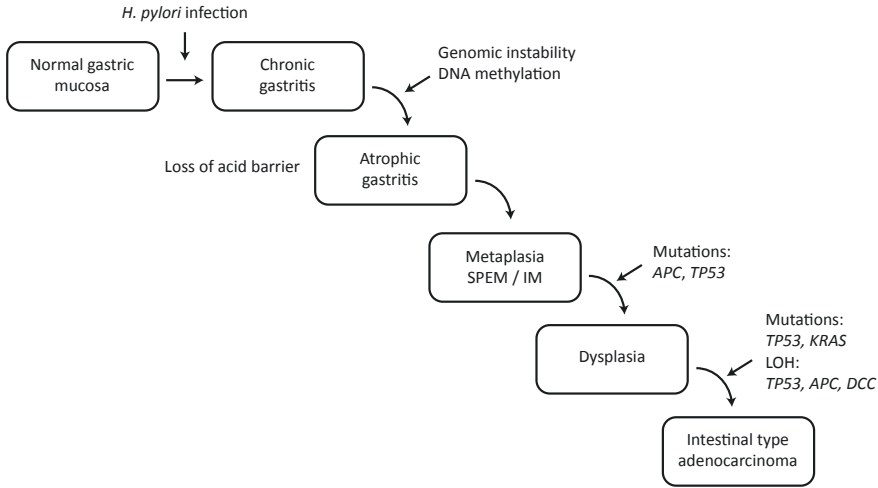 H. pylori infection
Normal gastric
mucosa
Chronic
gastritis
Genomic instability
DNA methylation
Loss of acid barrier
Atrophic
gastritis
Metaplasia
SPEM / IM
Mutations:
APC, TP53
Dysplasia
Mutations:
TP53, KRAS
LOH:
TP53, APC, DCC
Intestinal type
adenocarcinoma